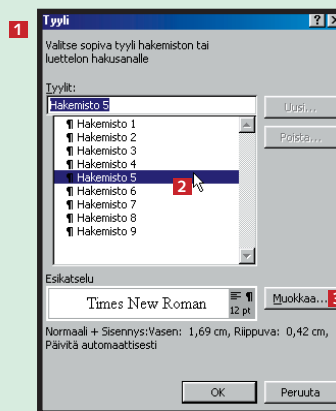 1
Tyyli
Valitse sopiva tyyli hakemiston tai
luettelon hakusanalle
Tyylit:
Hakemisto 5
Uusi...
Poista...
¶ Hakemisto 1
¶ Hakemisto 2
¶ Hakemisto 3
¶ Hakemisto 4
¶ Hakemisto 5
¶ Hakemisto 6
¶ Hakemisto 7
¶ Hakemisto 8
¶ Hakemisto 9
2
Esikatselu
Times New Roman
¶
12 pt
Muokkaa...
3
Normaali + Sisennys:Vasen: 1,69 cm, Riippuva: 0,42 cm,
Päivitä automaattisesti
OK
Peruuta